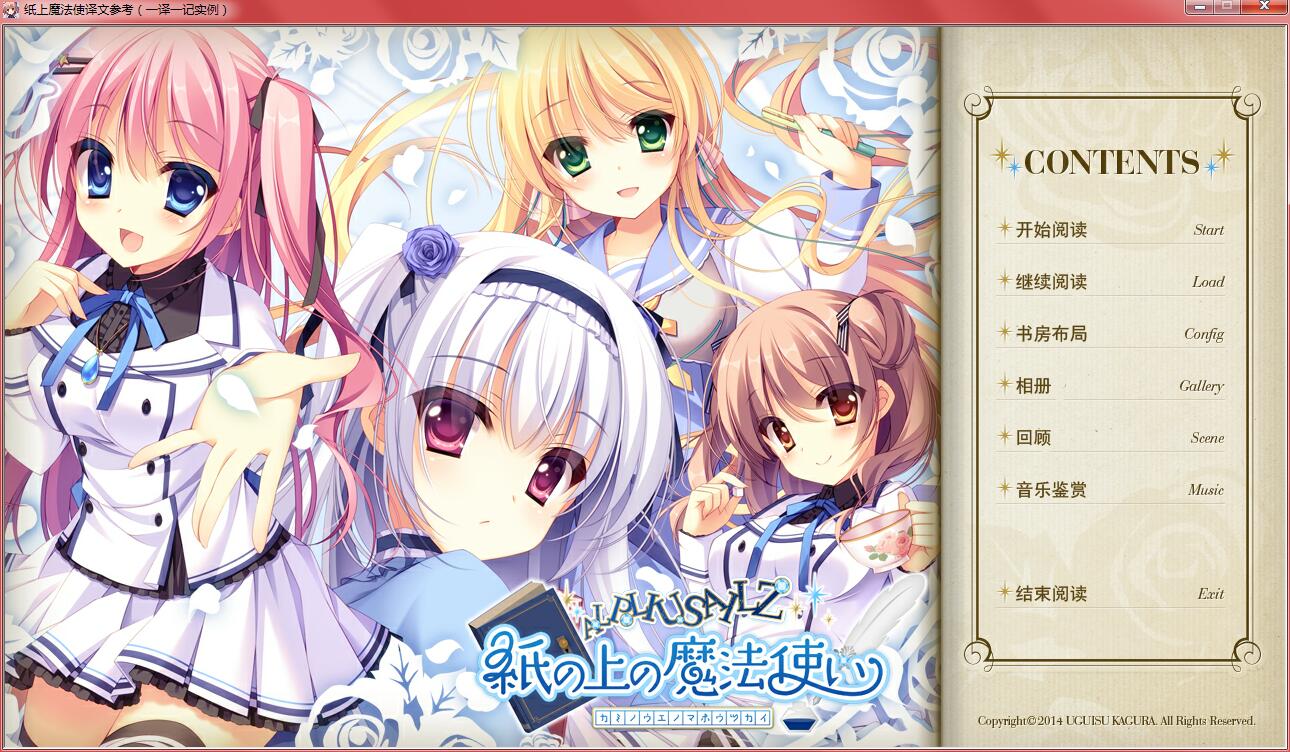 纸上魔法使译文参考（一译一记实例）
CONTENTS
开始阅读 Start
继续阅读 Load
书房布局 Config
相册 Gallery
回顾 Scene
音乐鉴赏 Music
结束阅读 Exit
紙の上の魔法使い
カミノウエノマホウツカイ
Copyright©2014 UGUISU KAGURA. All Rights Reserved.